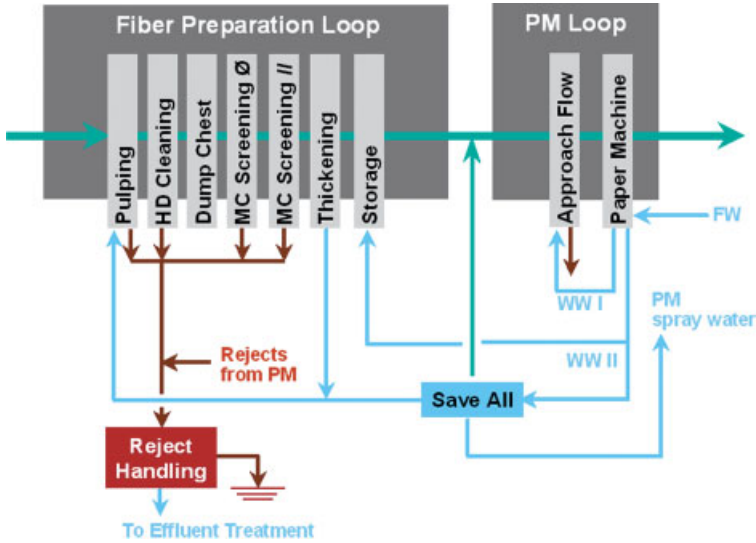 Fiber Preparation Loop
PM Loop
Pulping
HD Cleaning
Dump Chest
MC Screening Ø
MC Screening //
Thickening
Storage
Approach Flow
Paper Machine
FW
WW I
PM
spray water
WW II
Rejects
from PM
Save All
Reject
Handling
To Effluent Treatment